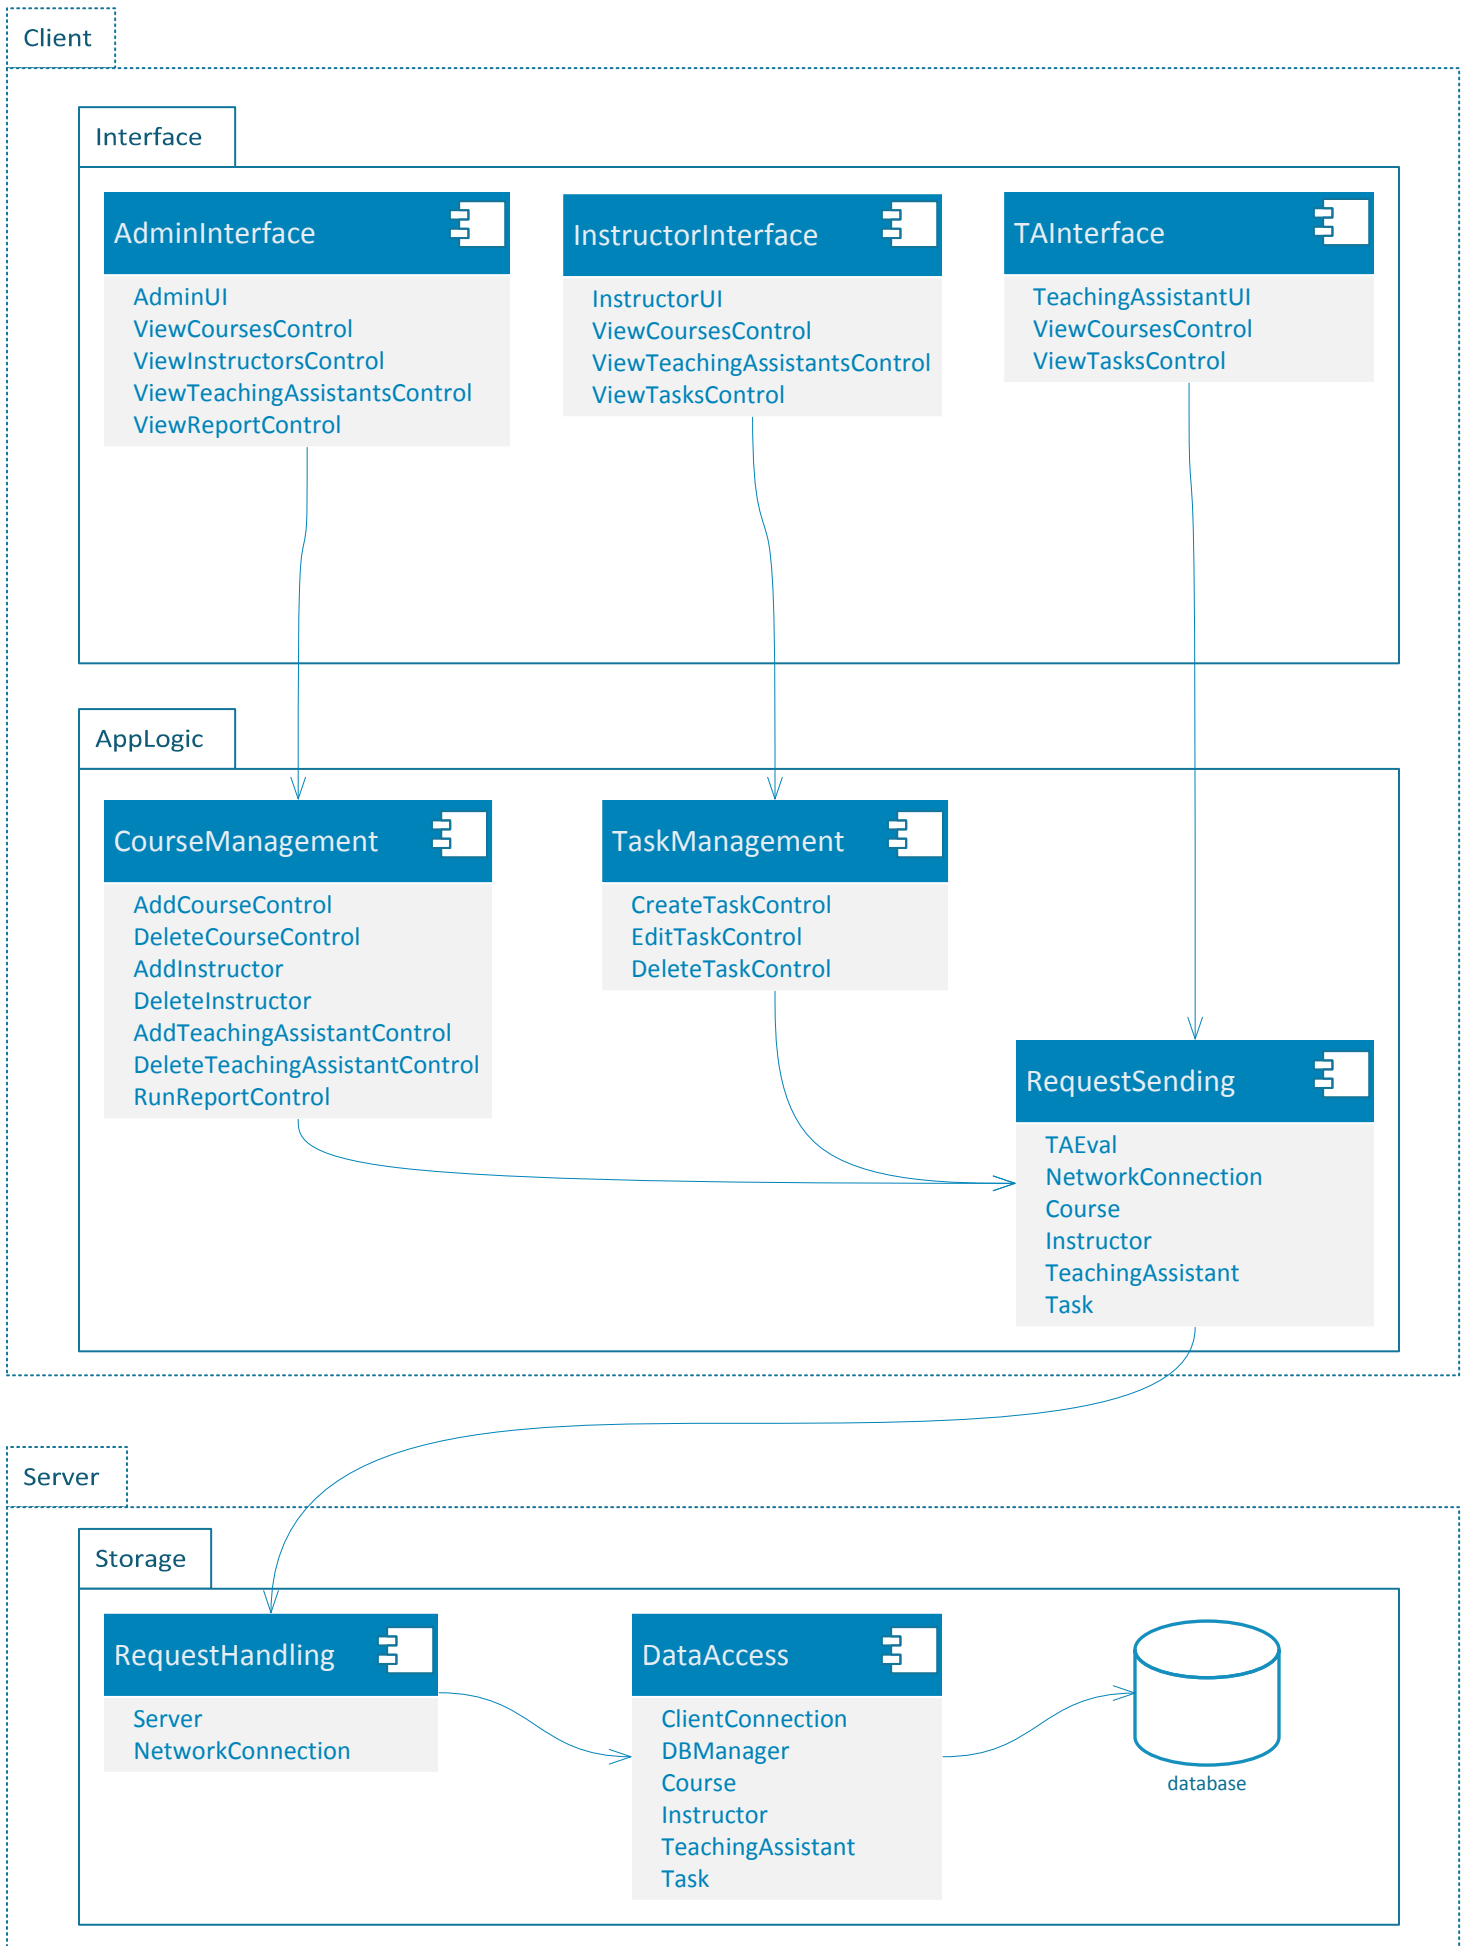 Client
Interface
AdminInterface
AdminUI
ViewCoursesControl
ViewInstructorsControl
ViewTeachingAssistantsControl
ViewReportControl
InstructorInterface
InstructorUI
ViewCoursesControl
ViewTeachingAssistantsControl
ViewTasksControl
TAInterface
TeachingAssistantUI
ViewCoursesControl
ViewTasksControl
AppLogic
CourseManagement
AddCourseControl
DeleteCourseControl
AddInstructor
DeleteInstructor
AddTeachingAssistantControl
DeleteTeachingAssistantControl
RunReportControl
TaskManagement
CreateTaskControl
EditTaskControl
DeleteTaskControl
RequestSending
TAEval
NetworkConnection
Course
Instructor
TeachingAssistant
Task
Server
Storage
RequestHandling
Server
NetworkConnection
DataAccess
ClientConnection
DBManager
Course
Instructor
TeachingAssistant
Task
database